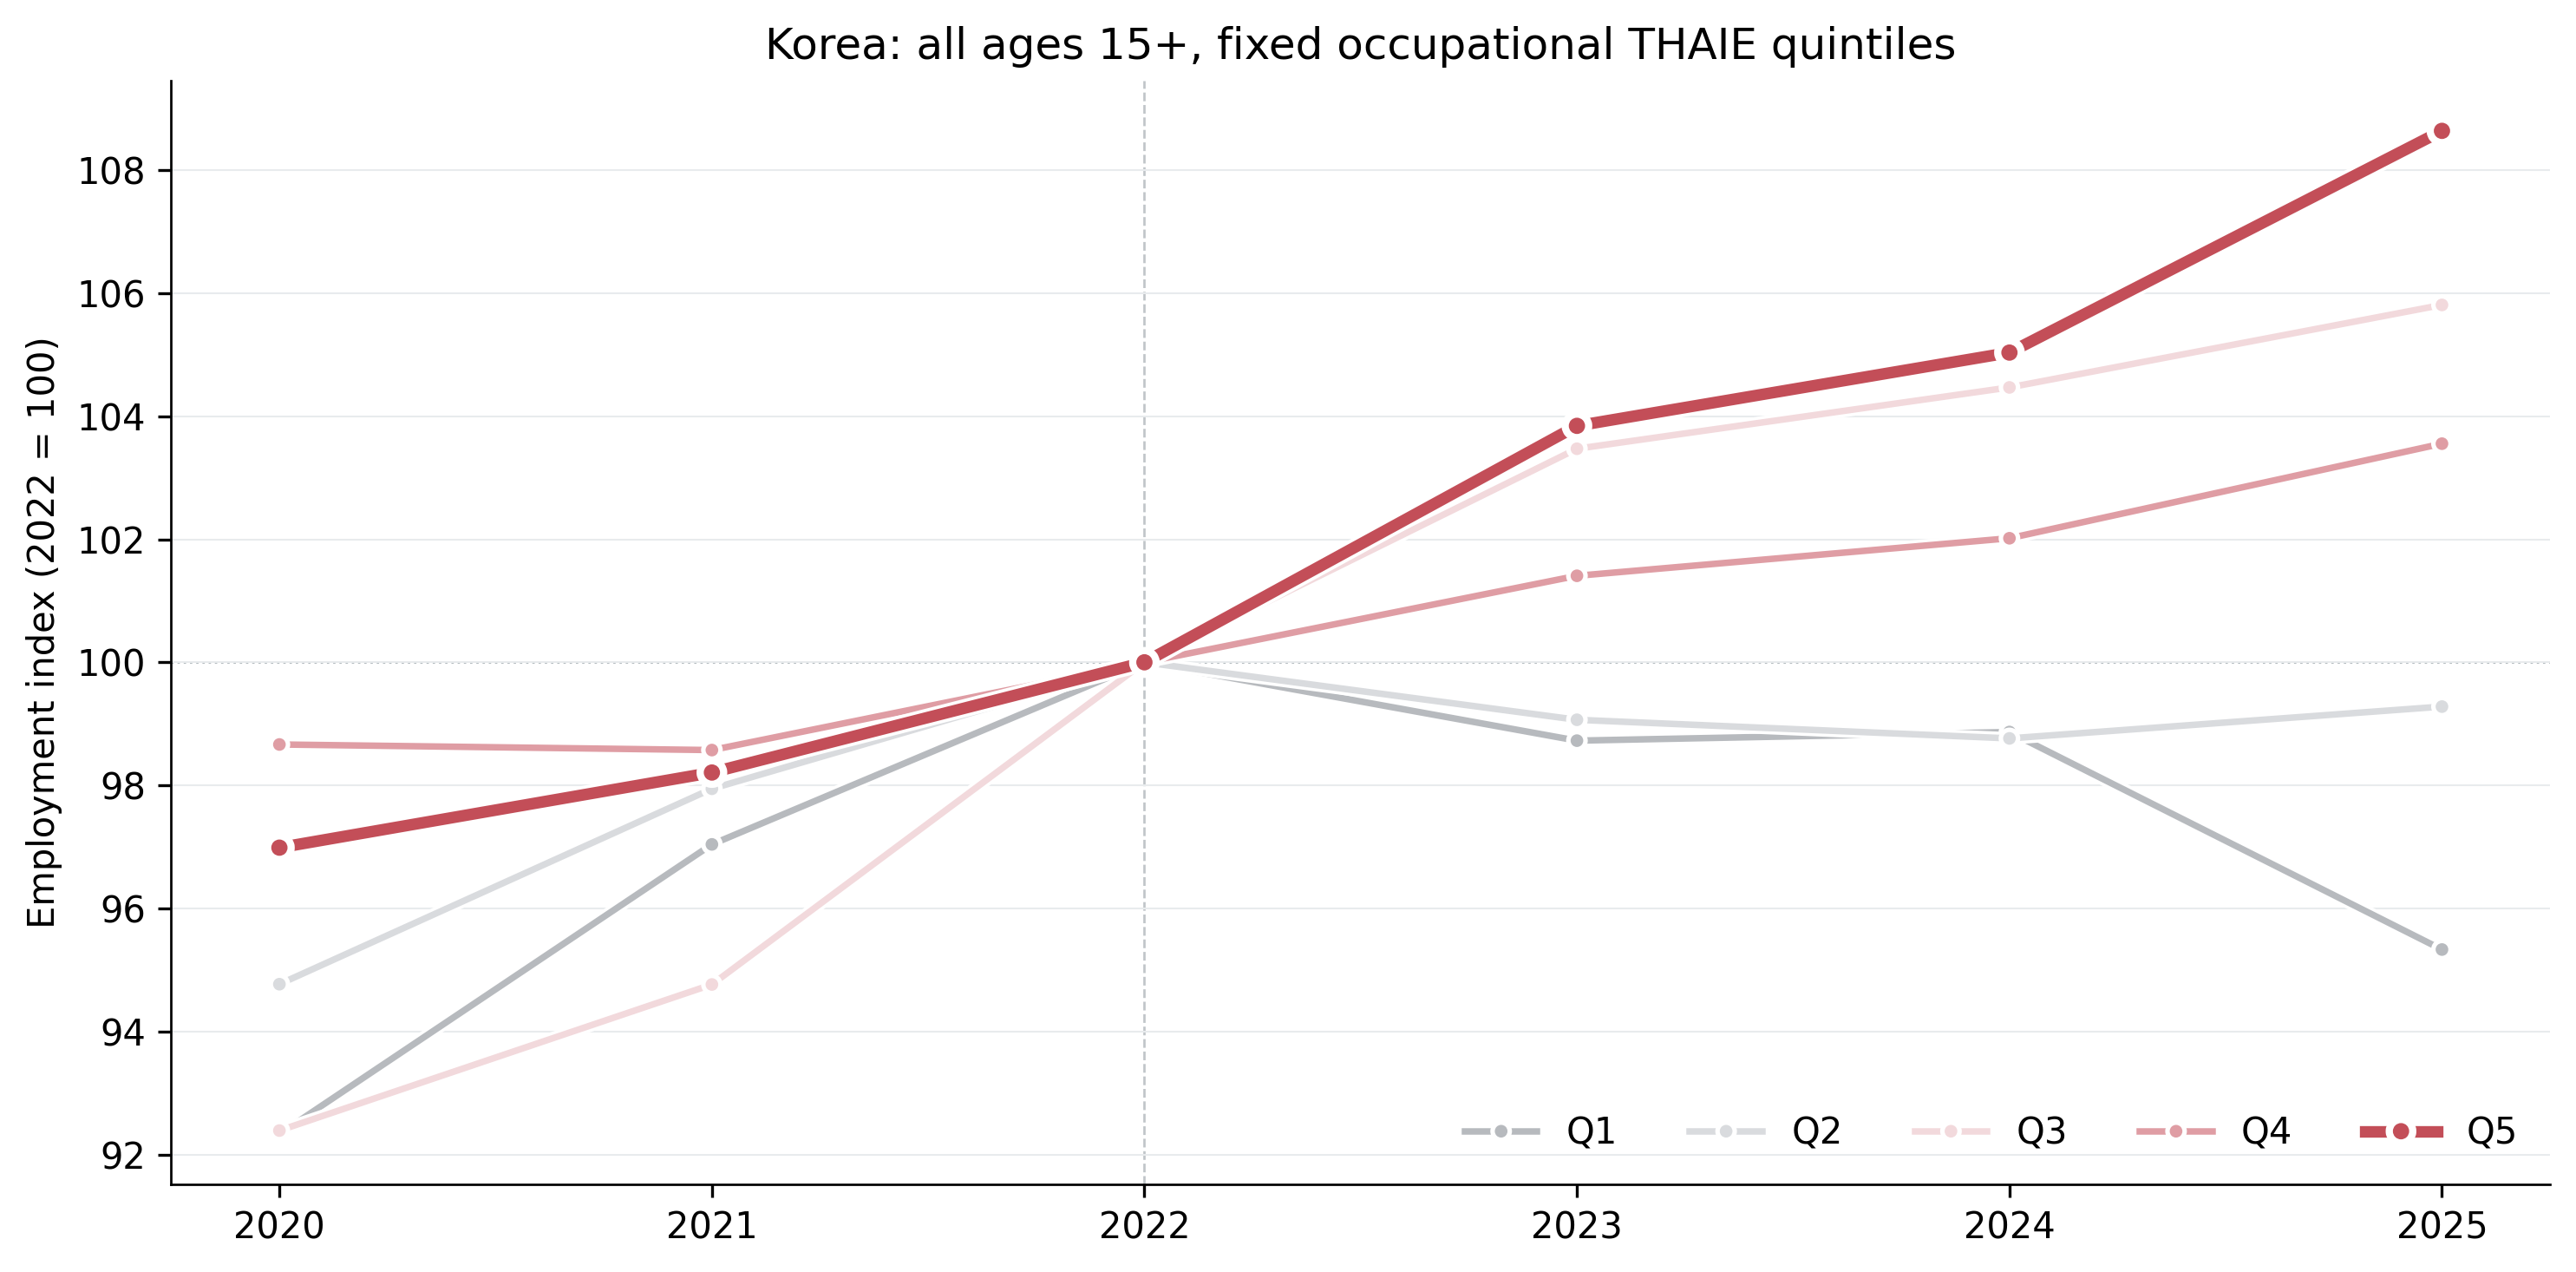 Korea: all ages 15+, fixed occupational THAIE quintiles
Employment index (2022 = 100)
108
106
104
102
100
98
96
94
92
Q1 Q2 Q3 Q4 Q5
2020 2021 2022 2023 2024 2025